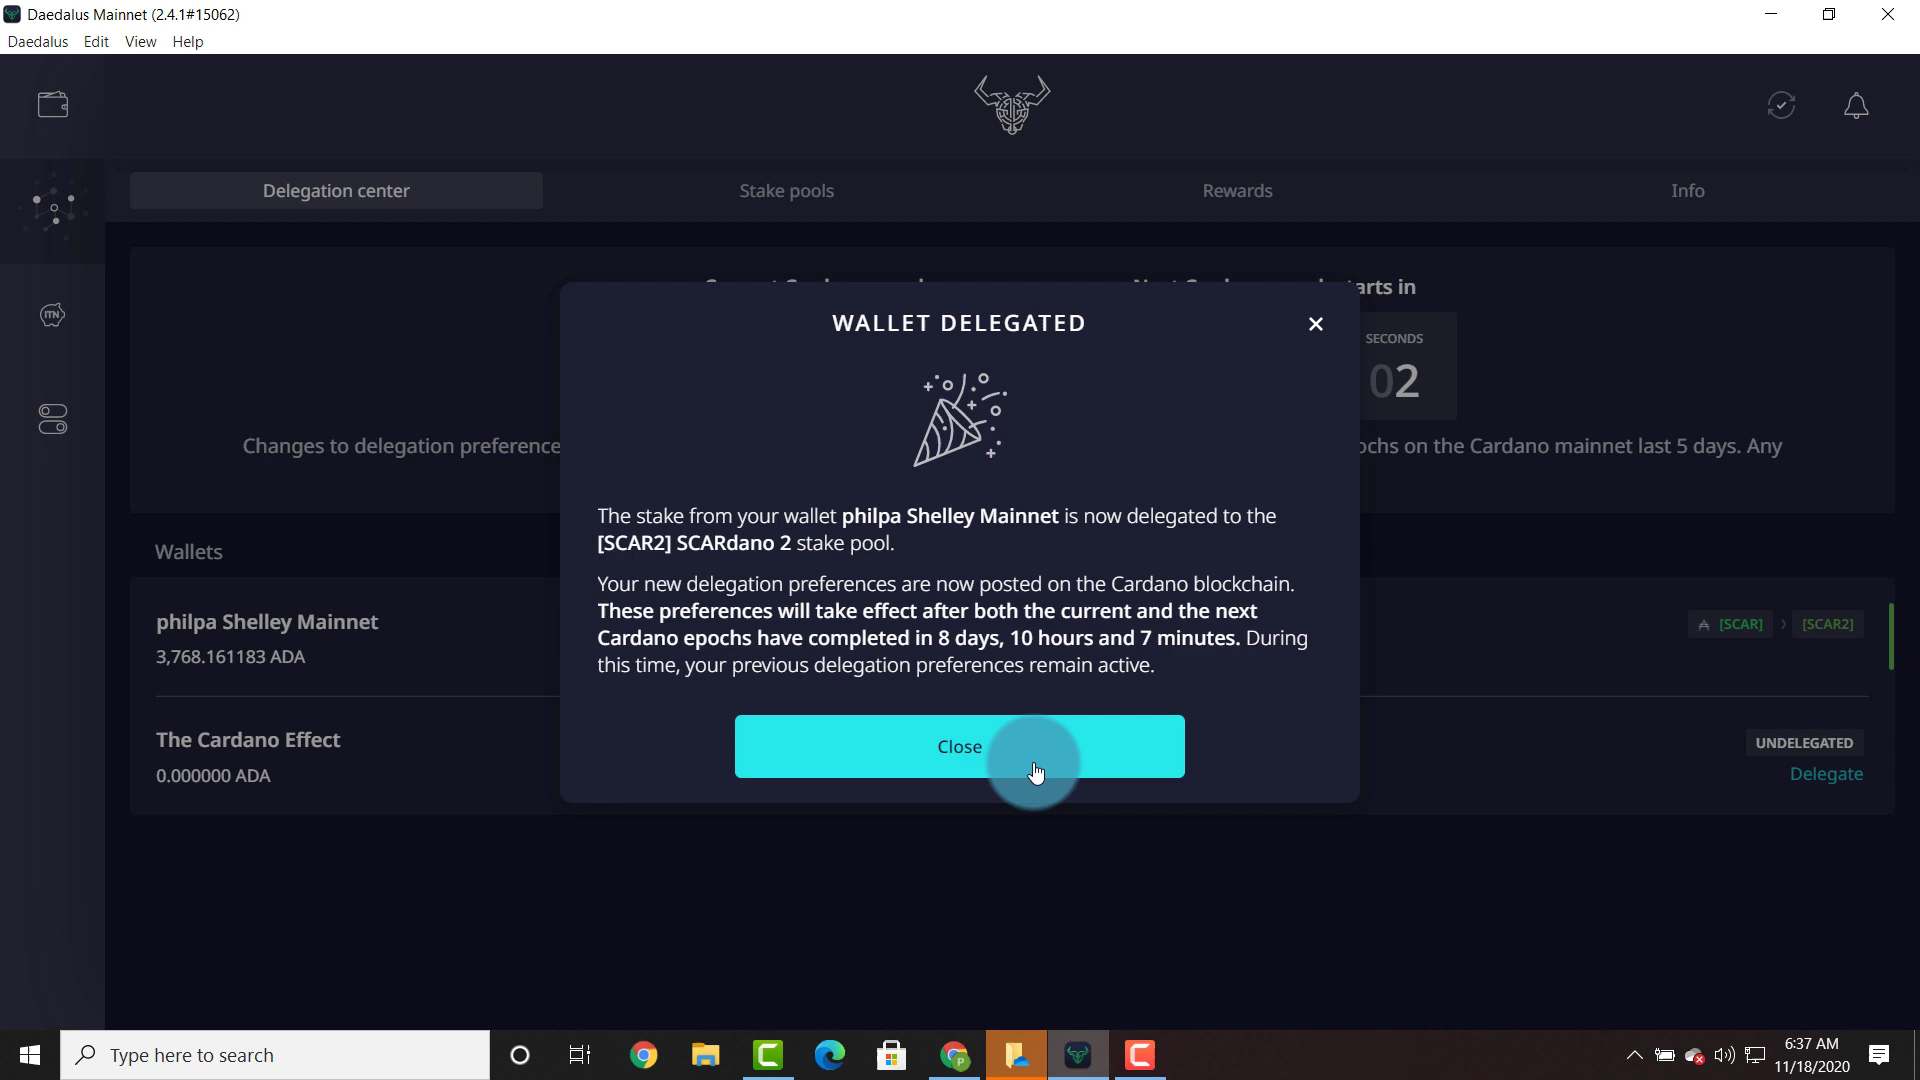 Daedalus Mainnet (2.4.1#15062)
Daedalus Edit View Help
Delegation center Stake pools Rewards Info
arts in
WALLET DELEGATED
SECONDS
02
Changes to delegation preference
ochs on the Cardano mainnet last 5 days. Any
The stake from your wallet philpa Shelley Mainnet is now delegated to the
[SCAR2] SCARdano 2 stake pool.
Wallets
Your new delegation preferences are now posted on the Cardano blockchain.
These preferences will take effect after both the current and the next
Cardano epochs have completed in 8 days, 10 hours and 7 minutes. During
this time, your previous delegation preferences remain active.
philpa Shelley Mainnet
3,768.161183 ADA
[SCAR] › [SCAR2]
Close
The Cardano Effect
0.000000 ADA
UNDELEGATED
Delegate
ITN
Type here to search
6:37 AM
11/18/2020